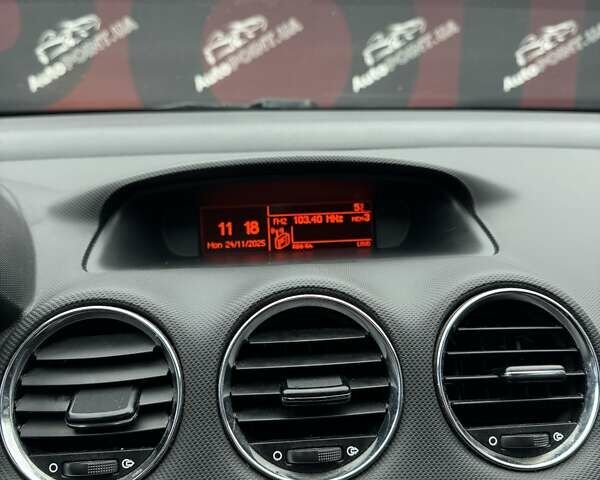 AutoPOINT.UA
AutoPOINT.UA
AutoPOINT.UA
AutoPOINT.UA
11 18
Mon 24/11/2025
FM2 103.40 MHz
MEM3